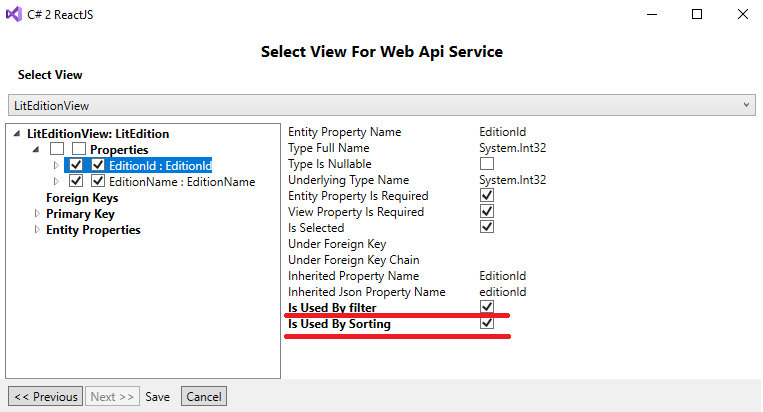 C# 2 ReactJS
Select View For Web Api Service
Select View
LitEditionView
LitEditionView: LitEdition
Properties
EditionId : EditionId
EditionName : EditionName
Foreign Keys
Primary Key
Entity Properties
Entity Property Name EditionId
Type Full Name System.Int32
Type Is Nullable
Underlying Type Name System.Int32
Entity Property Is Required
View Property Is Required
Is Selected
Under Foreign Key
Under Foreign Key Chain
Inherited Property Name EditionId
Inherited Json Property Name editionId
Is Used By filter
Is Used By Sorting
<< Previous Next >> Save Cancel